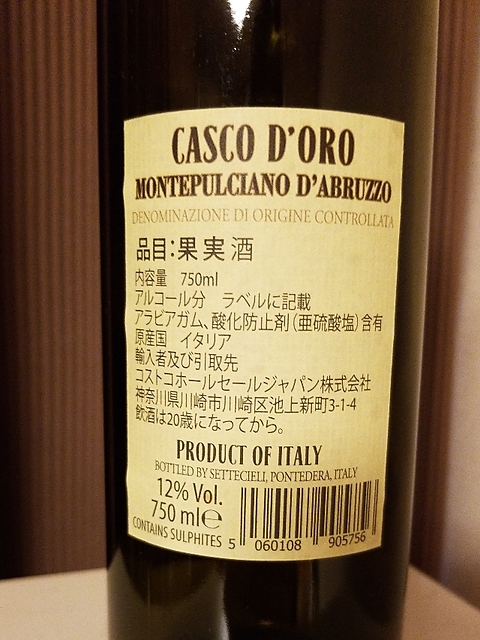 CASCO D'ORO
MONTEPULCIANO D'ABRUZZO
DENOMINAZIONE DI ORIGINE CONTROLLATA
品目:果実酒
内容量 750ml
アルコール分 ラベルに記載
アラビアガム、酸化防止剤(亜硫酸塩)含有
原産国 イタリア
輸入者及び引取先
コストコホールセールジャパン株式会社
神奈川県川崎市川崎区池上新町3-1-4
飲酒は20歳になってから。
PRODUCT OF ITALY
BOTTLED BY SETTECIELI, PONTEDERA, ITALY
12% Vol.
750 ml℮
CONTAINS SULPHITES
5 060108 905756